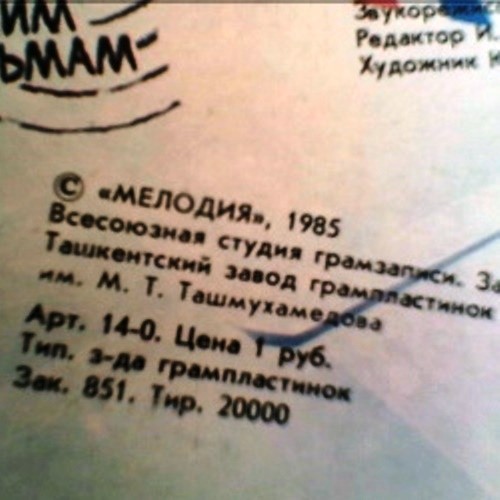 ИМ
ЬМАМ
Звукорежис
Редактор И.
Художник
© «МЕЛОДИЯ», 1985
Всесоюзная студия грамзаписи. За
Ташкентский завод грампластинок
им. М. Т. Ташмухамедова
Арт. 14-0. Цена 1 руб.
Тип. з-да грампластинок
Зак. 851. Тир. 20000